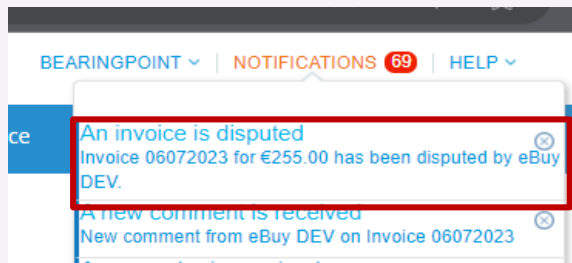 BEARINGPOINT NOTIFICATIONS 69 HELP
ce
An invoice is disputed
Invoice 06072023 for €255.00 has been disputed by eBuy
DEV.
A new comment is received
New comment from eBuy DEV on Invoice 06072023